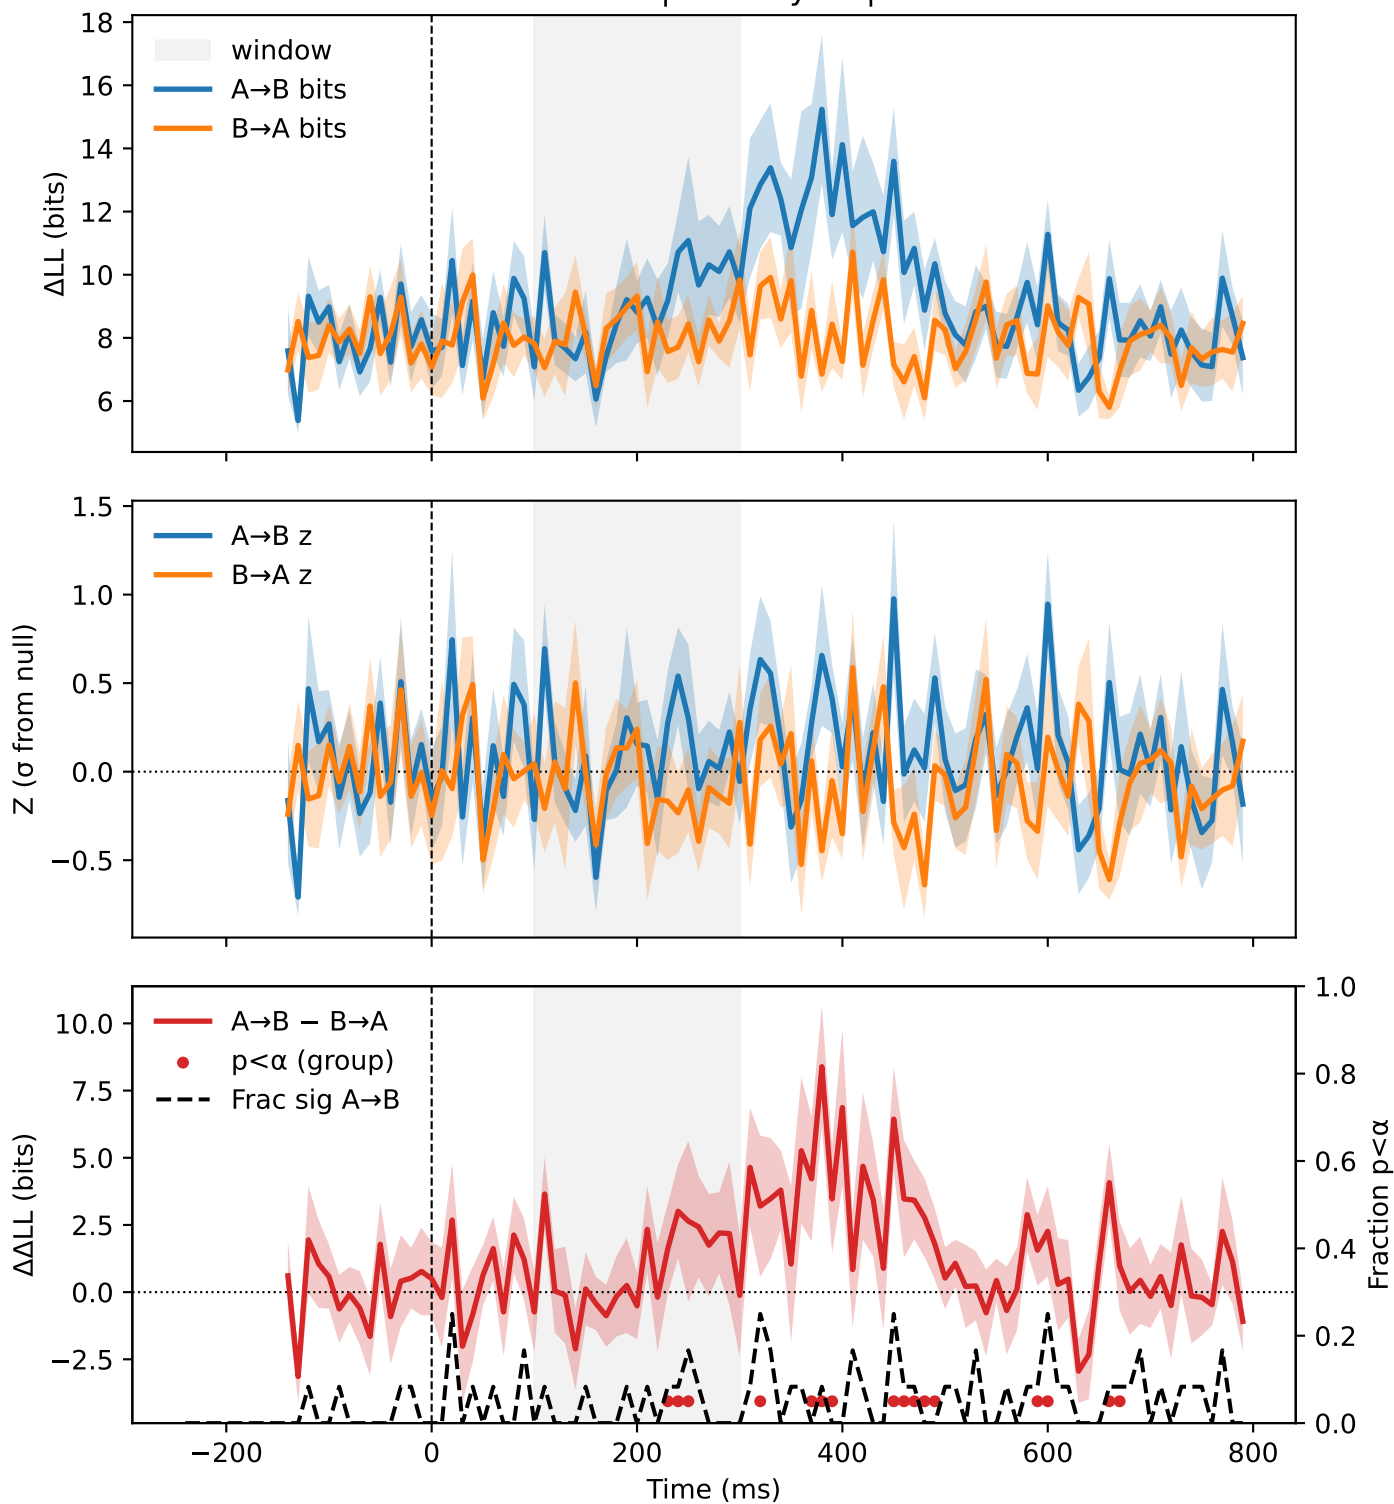 18
16
14
12
10
8
6
ΔLL (bits)
window
A→B bits
B→A bits
1.5
1.0
0.5
0.0
−0.5
Z (σ from null)
A→B z
B→A z
10.0
7.5
5.0
2.5
0.0
−2.5
ΔΔLL (bits)
A→B − B→A
p<α (group)
Frac sig A→B
1.0
0.8
0.6
0.4
0.2
0.0
Fraction p<α
−200 0 200 400 600 800
Time (ms)